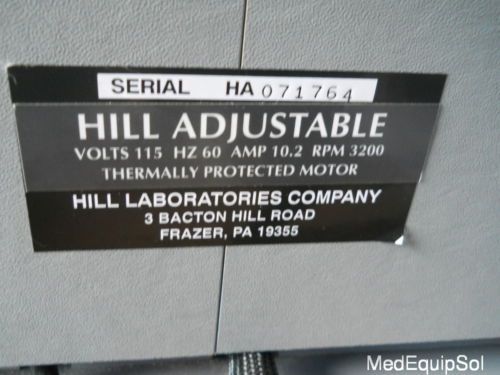 SERIAL HA 071764
HILL ADJUSTABLE
VOLTS 115 HZ 60 AMP 10.2 RPM 3200
THERMALLY PROTECTED MOTOR
HILL LABORATORIES COMPANY
3 BACTON HILL ROAD
FRAZER, PA 19355
MedEquipSol